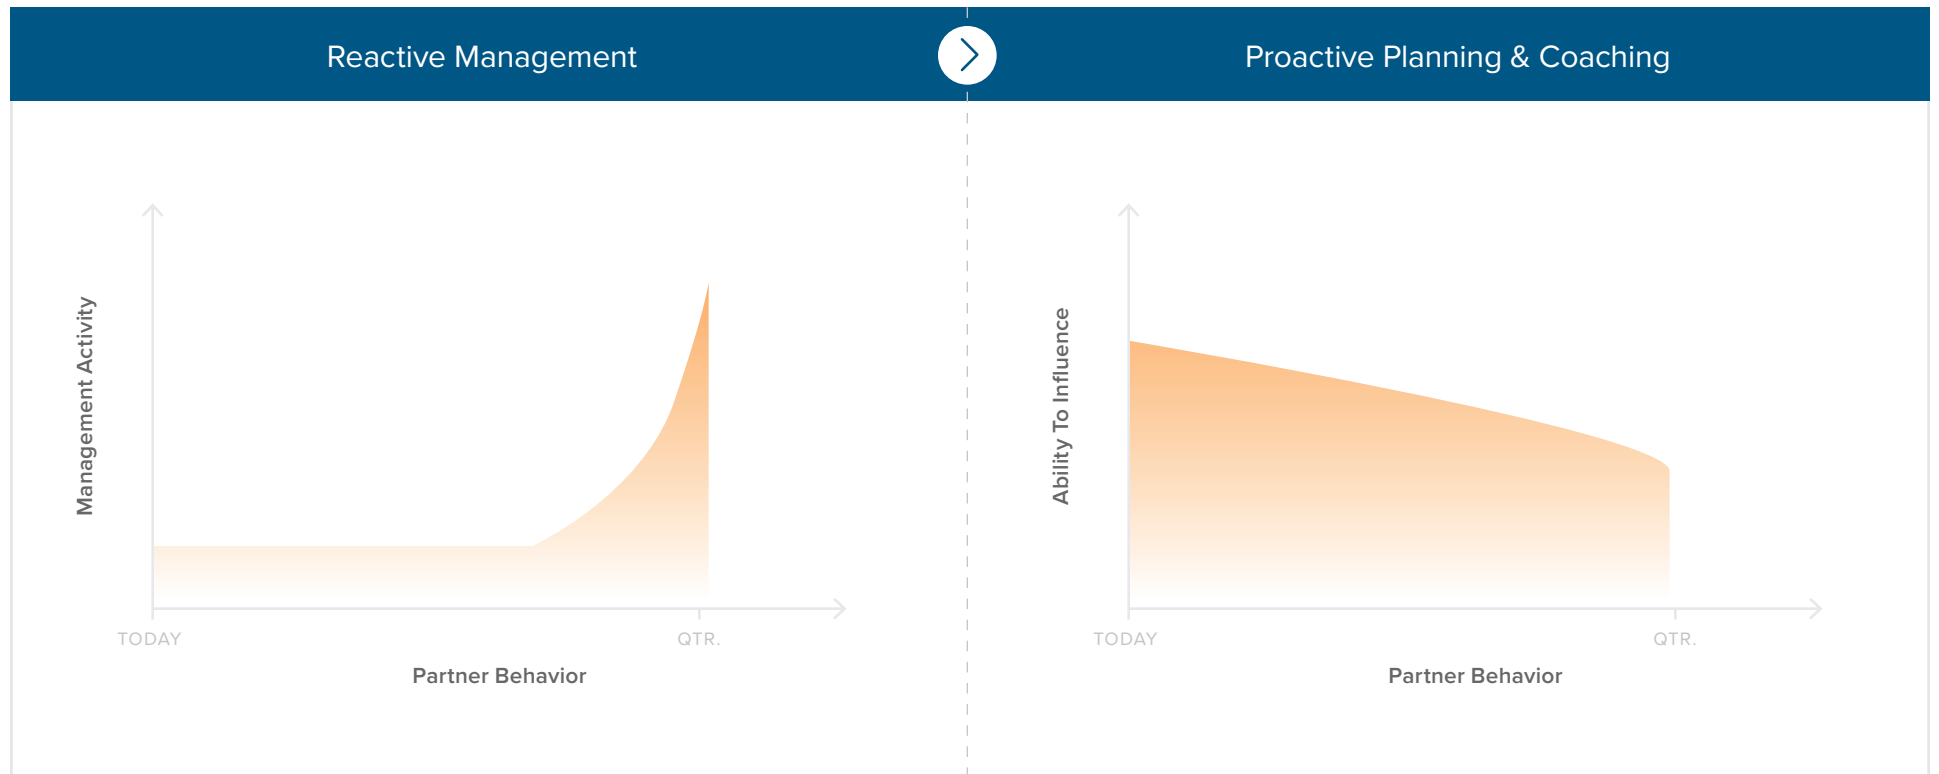 Reactive Management
Proactive Planning & Coaching
Management Activity
TODAY
QTR.
Partner Behavior
Ability To Influence
TODAY
QTR.
Partner Behavior